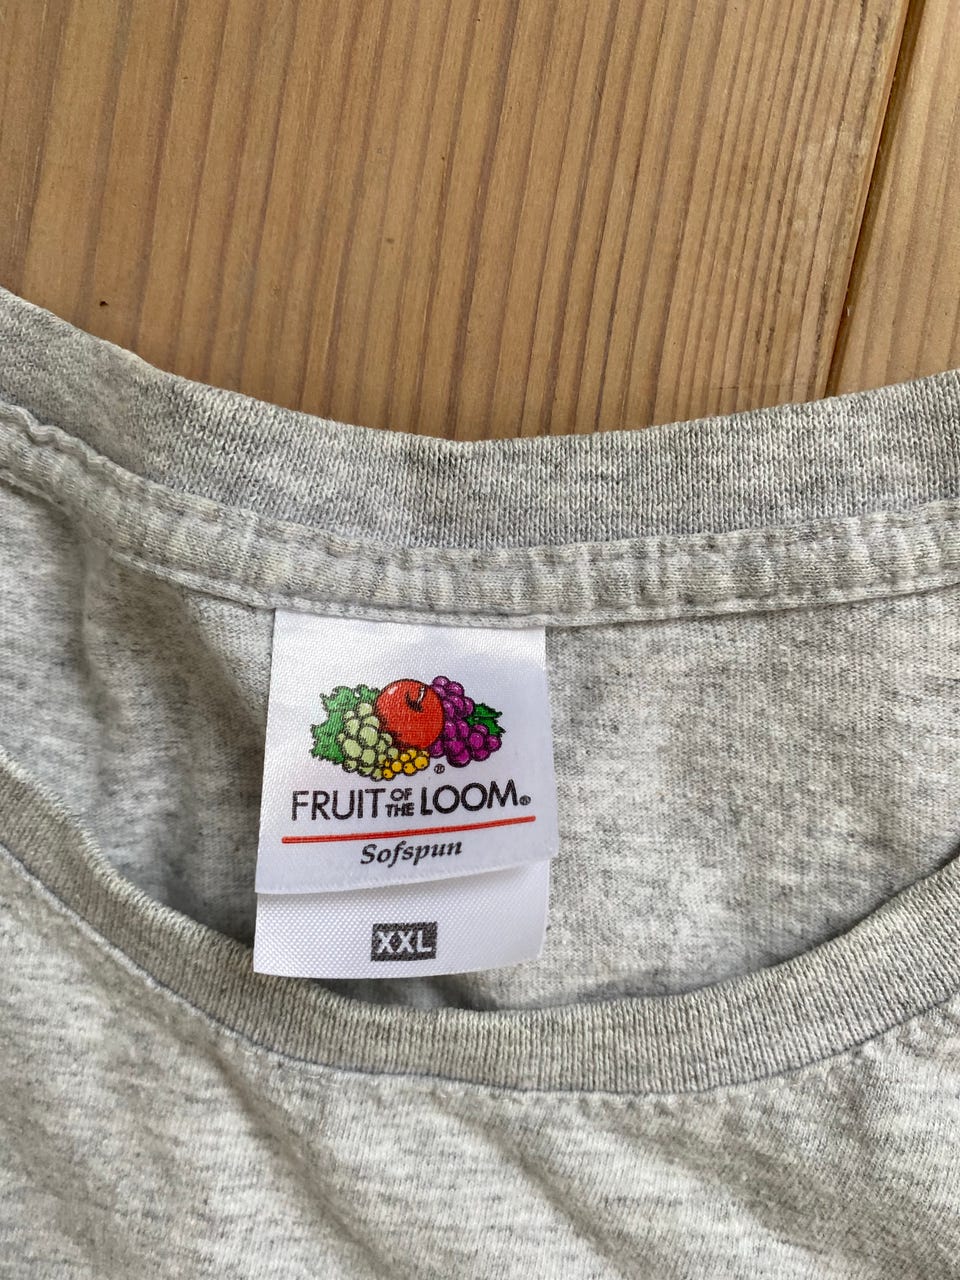 ®
FRUIT OF THE LOOM®
Sofspun
XXL